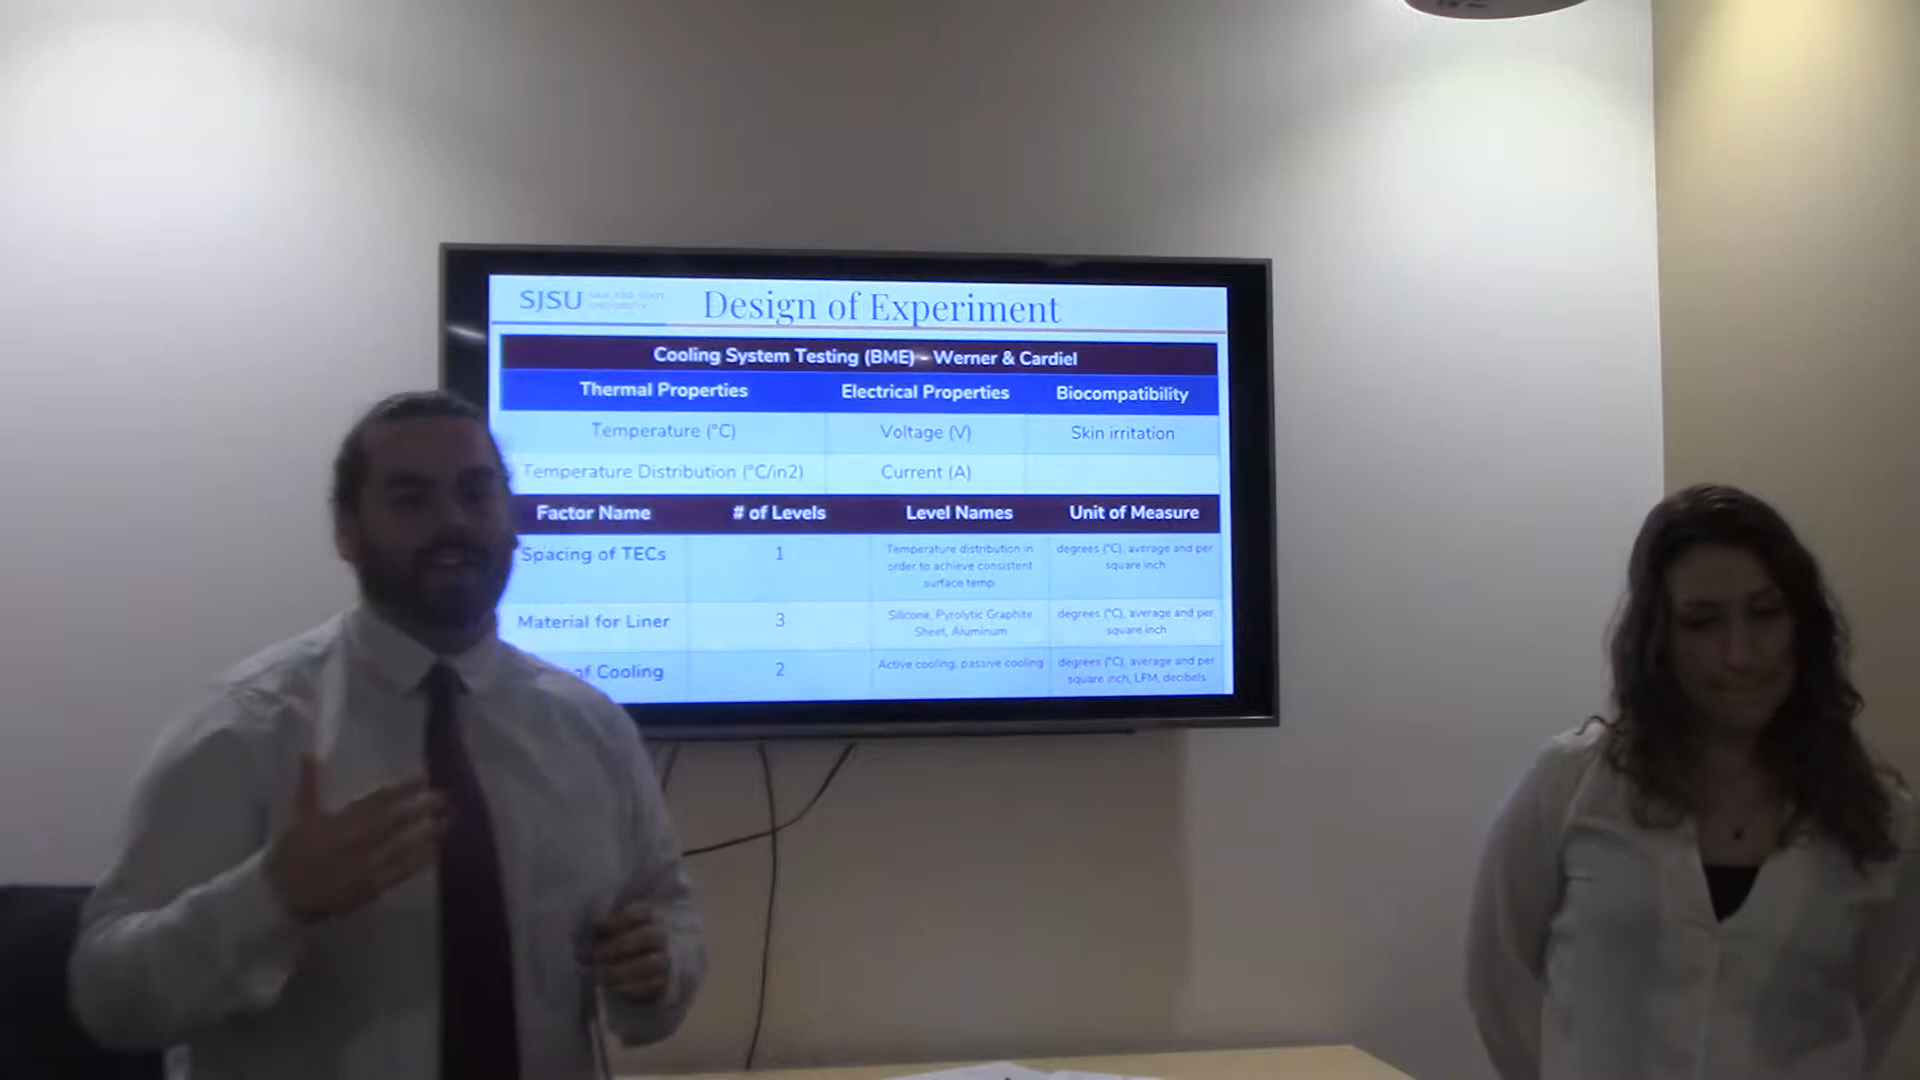 SJSU SAN JOSÉ STATE
UNIVERSITY
Design of Experiment
Cooling System Testing (BME) - Werner & Cardiel
Thermal Properties Electrical Properties Biocompatibility
Temperature (°C) Voltage (V) Skin irritation
Temperature Distribution (°C/in2) Current (A)
Factor Name # of Levels Level Names Unit of Measure
Spacing of TECs 1
Temperature distribution in
order to achieve consistent
surface temp
degrees (°C), average and per
square inch
Material for Liner 3
Silicone, Pyrolytic Graphite
Sheet, Aluminum
degrees (°C), average and per
square inch
of Cooling 2
Active cooling, passive cooling
degrees (°C), average and per
square inch, LFM, decibels